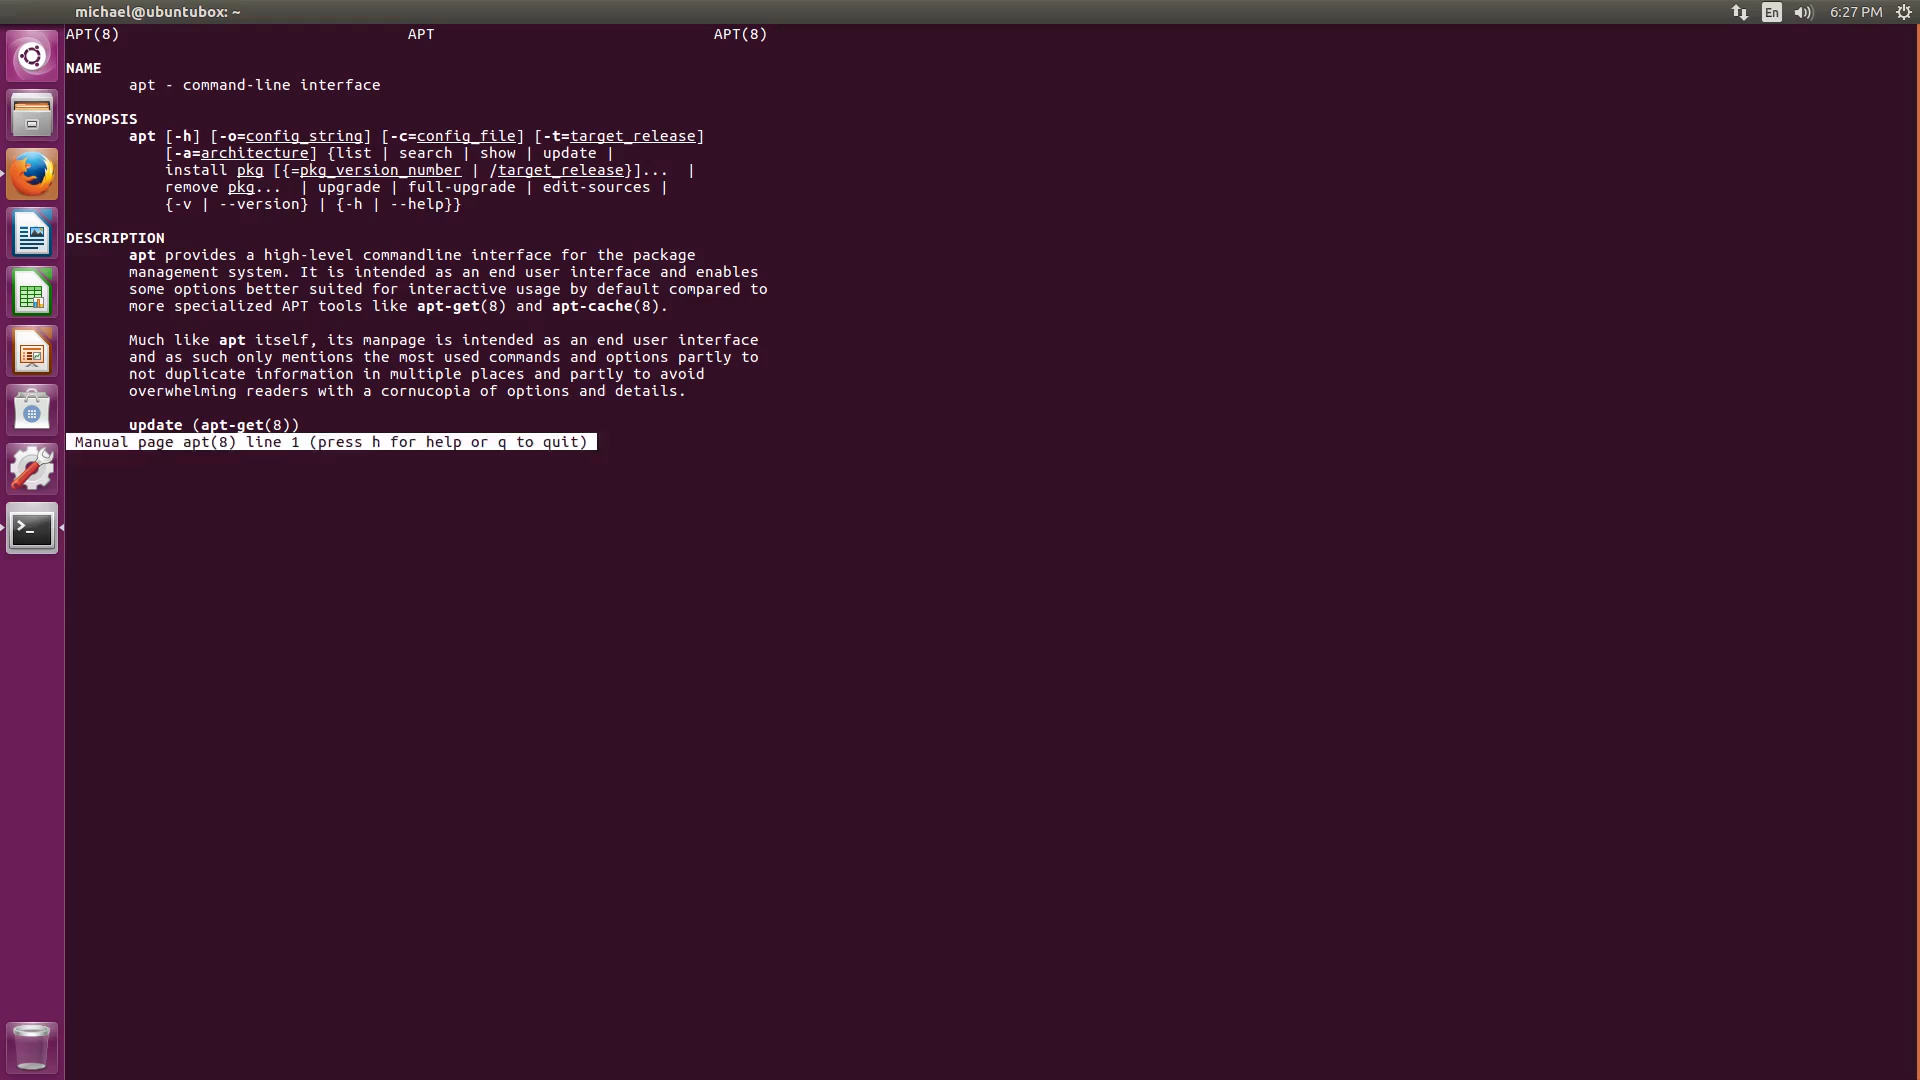 michael@ubuntubox: ~
En
6:27 PM
APT(8) APT APT(8)
NAME
apt - command-line interface
SYNOPSIS
apt [-h] [-o=config_string] [-c=config_file] [-t=target_release]
[-a=architecture] {list | search | show | update |
install pkg [{=pkg_version_number | /target_release}]... |
remove pkg... | upgrade | full-upgrade | edit-sources |
{-v | --version} | {-h | --help}}
DESCRIPTION
apt provides a high-level commandline interface for the package
management system. It is intended as an end user interface and enables
some options better suited for interactive usage by default compared to
more specialized APT tools like apt-get(8) and apt-cache(8).
Much like apt itself, its manpage is intended as an end user interface
and as such only mentions the most used commands and options partly to
not duplicate information in multiple places and partly to avoid
overwhelming readers with a cornucopia of options and details.
update (apt-get(8))
Manual page apt(8) line 1 (press h for help or q to quit)